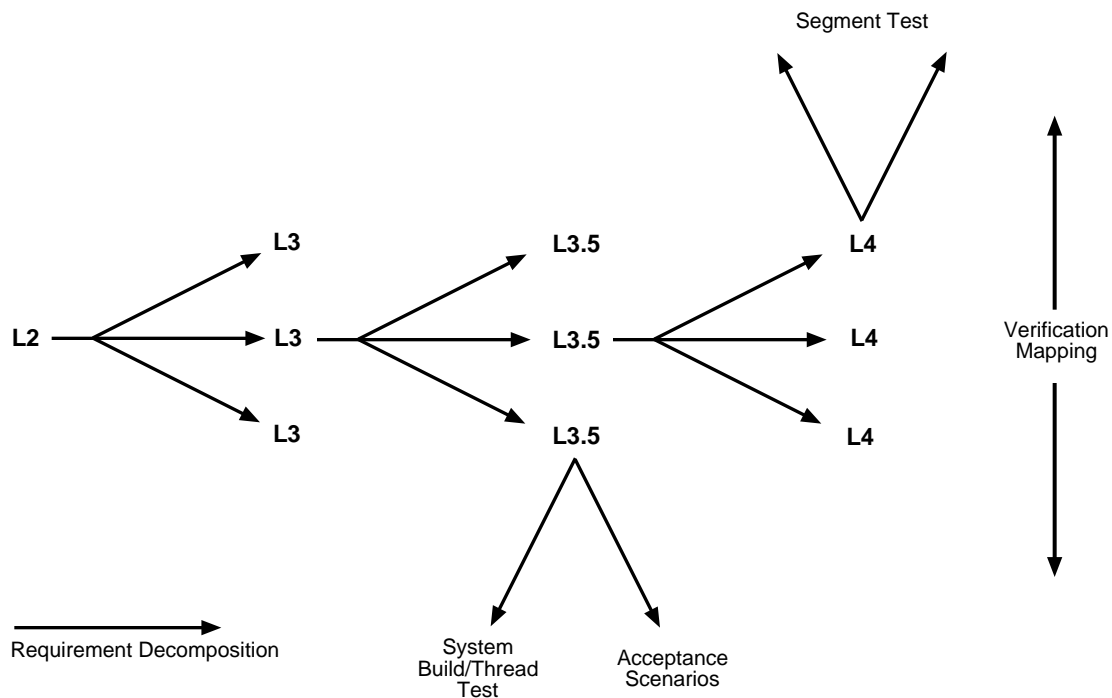 Segment Test
L3
L3.5
L4
L2
L3
L3.5
L4
Verification
Mapping
L3
L3.5
L4
Requirement Decomposition
System
Build/Thread
Test
Acceptance
Scenarios